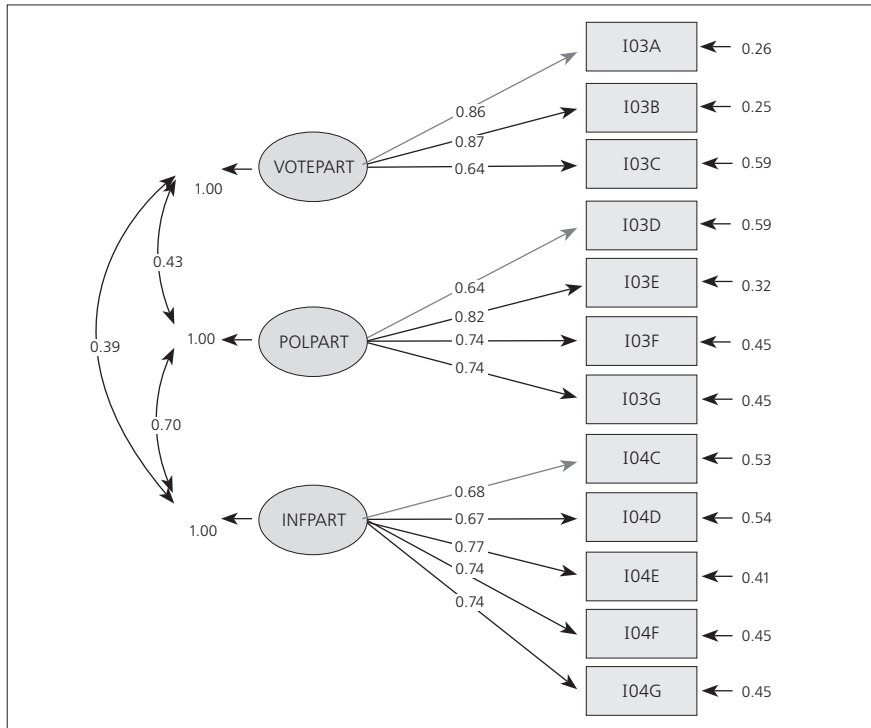 I03A
0.26
0.86
I03B
0.25
0.87
VOTEPART
I03C
0.59
0.64
1.00
I03D
0.59
0.43
0.64
I03E
0.32
0.82
1.00
POLPART
0.74
I03F
0.45
0.39
0.74
I03G
0.45
0.70
I04C
0.53
0.68
INFPART
0.67
I04D
0.54
1.00
0.77
0.74
I04E
0.41
0.74
I04F
0.45
I04G
0.45